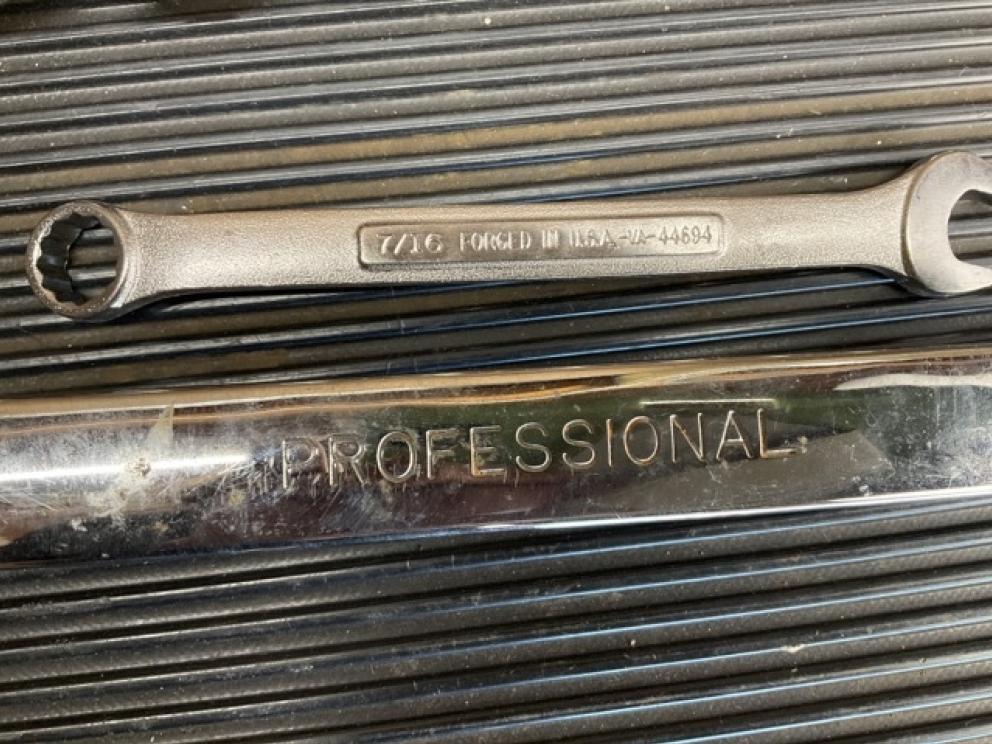 7/16 FORGED IN U.S.A.-VA-44694
PROFESSIONAL